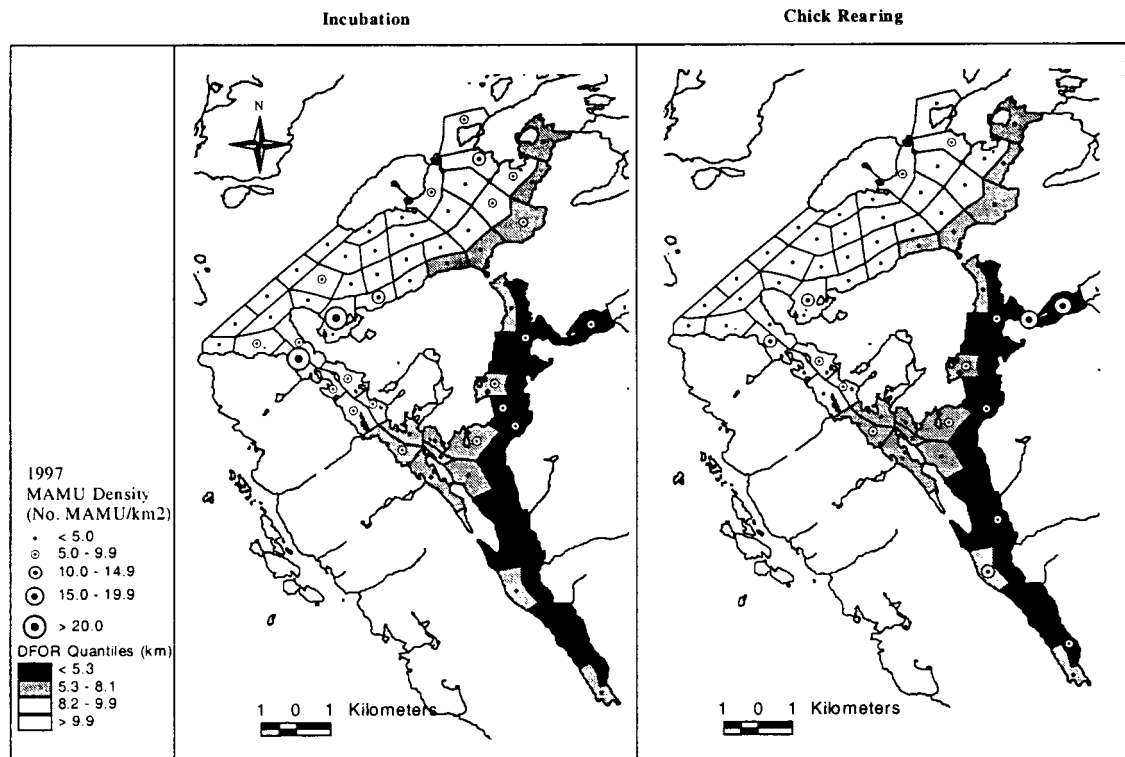 Incubation
Chick Rearing
N
1997
MAMU Density
(No. MAMU/km2)
< 5.0
5.0 - 9.9
10.0 - 14.9
15.0 - 19.9
> 20.0
DFOR Quantiles (km)
< 5.3
5.3 - 8.1
8.2 - 9.9
> 9.9
1 0 1 Kilometers
1 0 1 Kilometers